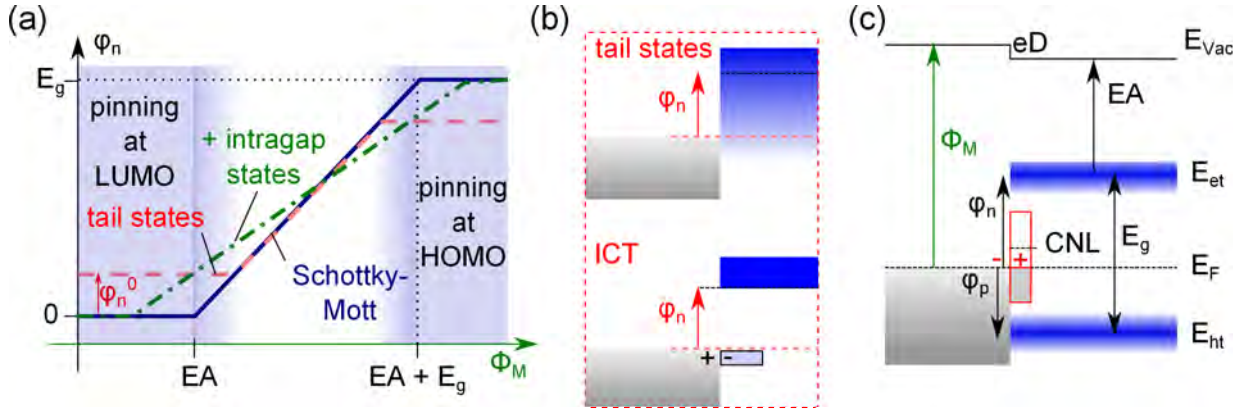 (a)
φn
Eg
pinning
at
LUMO
+ intragap
states
tail states
φn0
Schottky-
Mott
pinning
at
HOMO
0
EA
EA + Eg
ΦM
(b)
tail states
φn
ICT
φn
+ -
(c)
eD
EVac
EA
ΦM
Eet
φn
CNL
Eg
- +
EF
φp
Eht